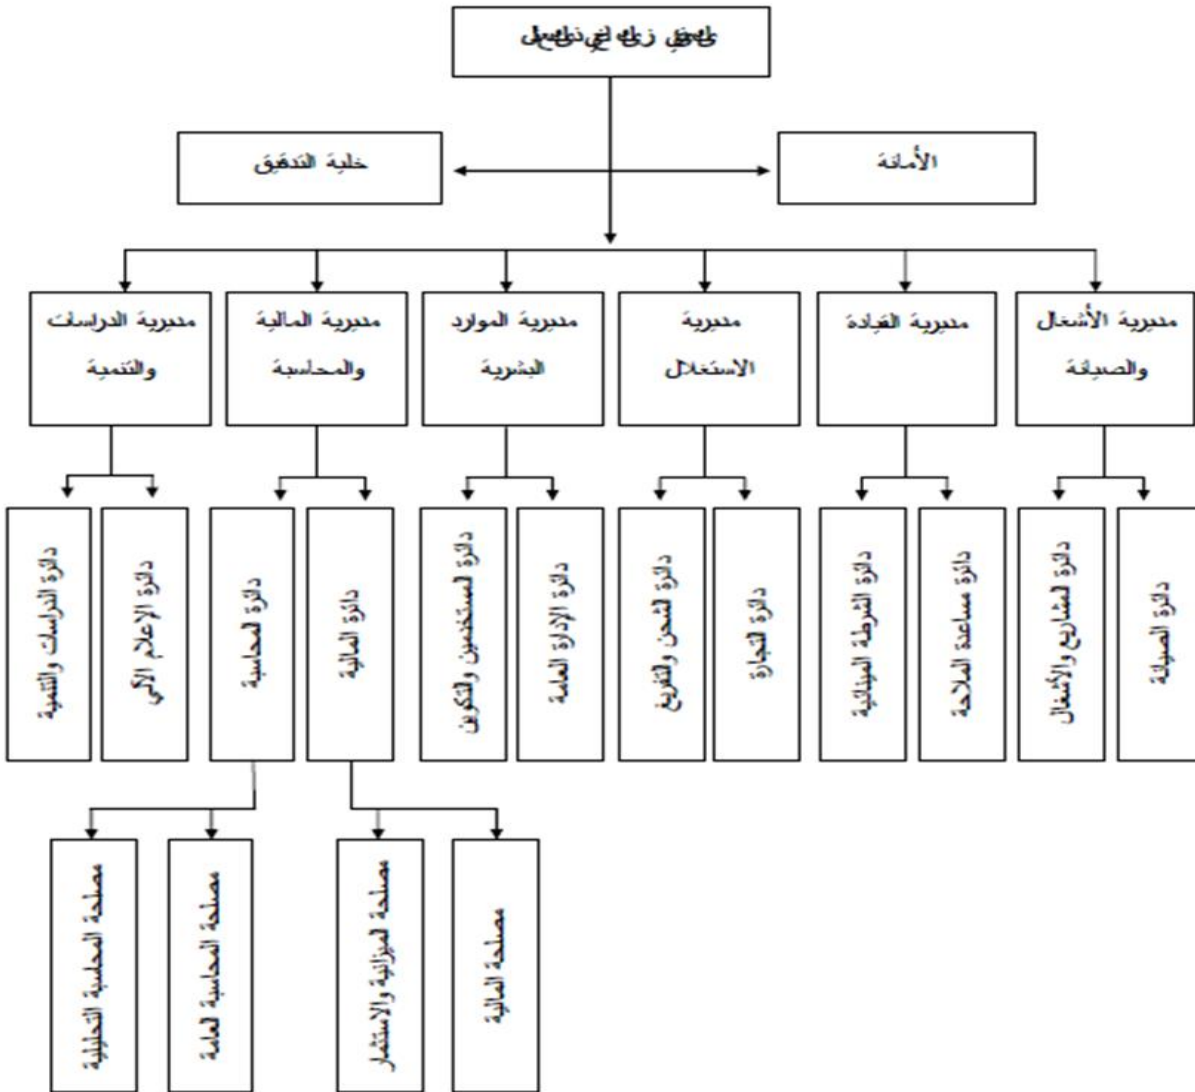 الأمانة
خلية التدقيق
مديرية الأشغال
والصيانة
مديرية القيادة
مديرية
الاستغلال
مديرية الموارد
البشرية
مديرية المالية
والمحاسبة
مديرية الدراسات
والتنمية
دائرة الصيانة
دائرة المشاريع والأشغال
دائرة مساعدة الملاحة
دائرة الشرطة المينائية
دائرة التجارة
دائرة الشحن والتفريغ
دائرة الإدارة العامة
دائرة المستخدمين والتكوين
دائرة المالية
دائرة المحاسبة
دائرة الإعلام الآلي
دائرة الدراسات والتنمية
مصلحة المالية
مصلحة الميزانية والاستثمار
مصلحة المحاسبة العامة
مصلحة المحاسبة التحليلية